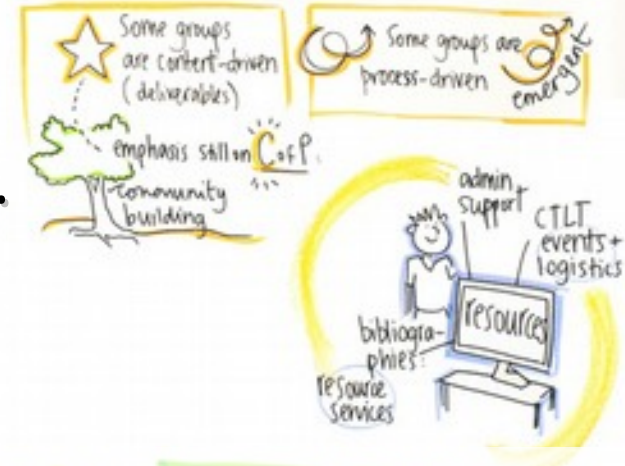 Some groups
are content-driven
(deliverables)
emphasis still on CofP.
community
building
Some groups are
process-driven
emergent
admin
support
CTLT
events +
logistics
resources
bibliogra-
phies
resource
services